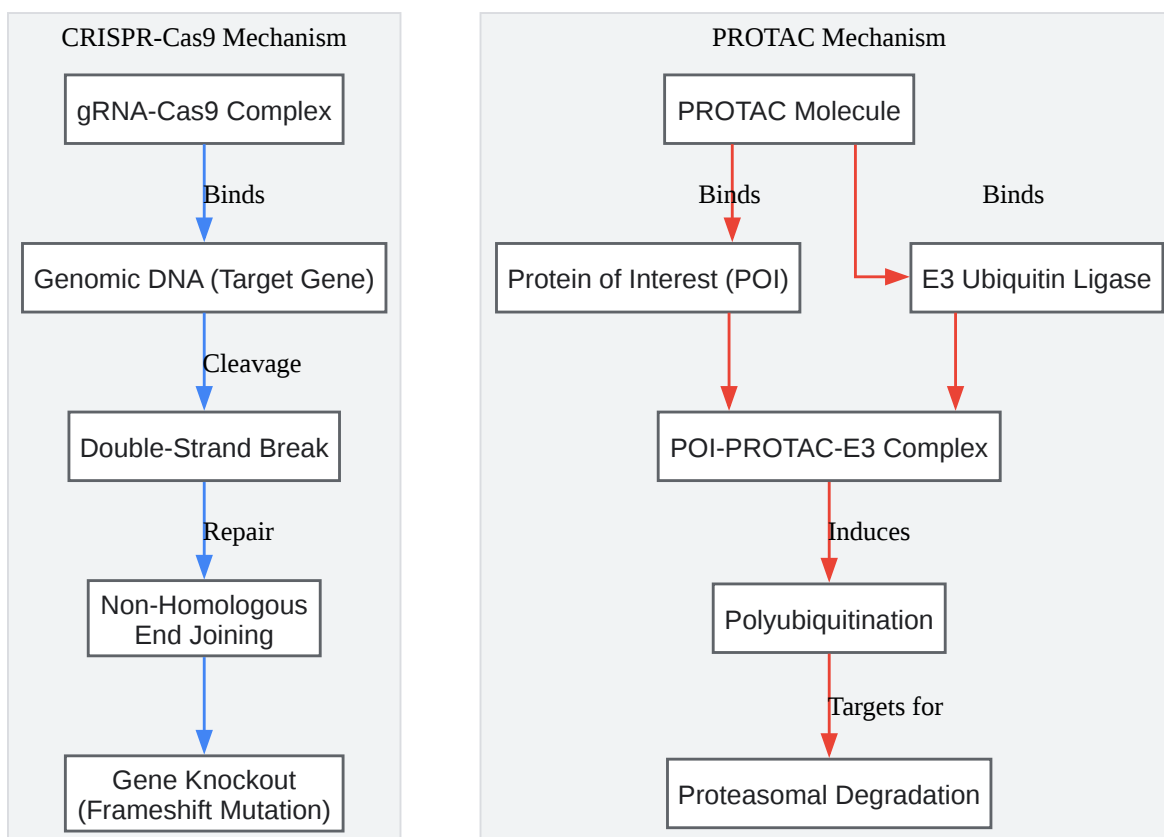 CRISPR-Cas9 Mechanism
gRNA-Cas9 Complex
Binds
Genomic DNA (Target Gene)
Cleavage
Double-Strand Break
Repair
Non-Homologous
End Joining
Gene Knockout
(Frameshift Mutation)
PROTAC Mechanism
PROTAC Molecule
Binds
Binds
Protein of Interest (POI)
E3 Ubiquitin Ligase
POI-PROTAC-E3 Complex
Induces
Polyubiquitination
Targets for
Proteasomal Degradation